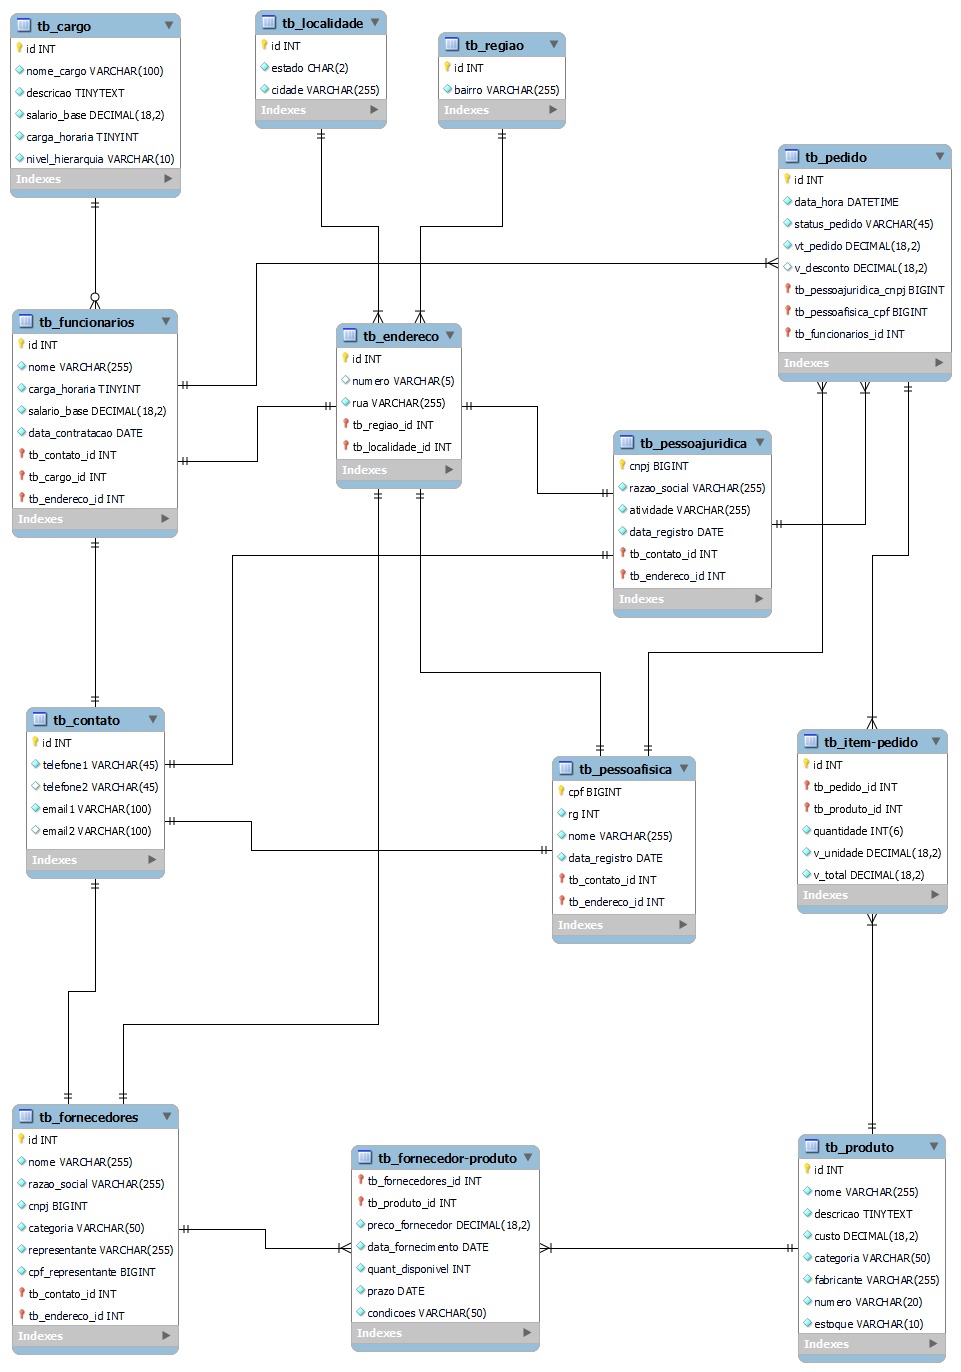 tb_cargo
id INT
nome_cargo VARCHAR(100)
descricao TINYTEXT
salario_base DECIMAL(18,2)
carga_horaria TINYINT
nivel_hierarquia VARCHAR(10)
Indexes
tb_localidade
id INT
estado CHAR(2)
cidade VARCHAR(255)
Indexes
tb_regiao
id INT
bairro VARCHAR(255)
Indexes
tb_pedido
id INT
data_hora DATETIME
status_pedido VARCHAR(45)
vt_pedido DECIMAL(18,2)
v_desconto DECIMAL(18,2)
tb_pessoajuridica_cnpj BIGINT
tb_pessoafisica_cpf BIGINT
tb_funcionarios_id INT
Indexes
tb_funcionarios
id INT
nome VARCHAR(255)
carga_horaria TINYINT
salario_base DECIMAL(18,2)
data_contratacao DATE
tb_contato_id INT
tb_cargo_id INT
tb_endereco_id INT
Indexes
tb_endereco
id INT
numero VARCHAR(5)
rua VARCHAR(255)
tb_regiao_id INT
tb_localidade_id INT
Indexes
tb_pessoajuridica
cnpj BIGINT
razao_social VARCHAR(255)
atividade VARCHAR(255)
data_registro DATE
tb_contato_id INT
tb_endereco_id INT
Indexes
tb_contato
id INT
telefone1 VARCHAR(45)
telefone2 VARCHAR(45)
email1 VARCHAR(100)
email2 VARCHAR(100)
Indexes
tb_pessoafisica
cpf BIGINT
rg INT
nome VARCHAR(255)
data_registro DATE
tb_contato_id INT
tb_endereco_id INT
Indexes
tb_item-pedido
id INT
tb_pedido_id INT
tb_produto_id INT
quantidade INT(6)
v_unidade DECIMAL(18,2)
v_total DECIMAL(18,2)
Indexes
tb_fornecedores
id INT
nome VARCHAR(255)
razao_social VARCHAR(255)
cnpj BIGINT
categoria VARCHAR(50)
representante VARCHAR(255)
cpf_representante BIGINT
tb_contato_id INT
tb_endereco_id INT
Indexes
tb_fornecedor-produto
tb_fornecedores_id INT
tb_produto_id INT
preco_fornecedor DECIMAL(18,2)
data_fornecimento DATE
quant_disponivel INT
prazo DATE
condicoes VARCHAR(50)
Indexes
tb_produto
id INT
nome VARCHAR(255)
descricao TINYTEXT
custo DECIMAL(18,2)
categoria VARCHAR(50)
fabricante VARCHAR(255)
numero VARCHAR(20)
estoque VARCHAR(10)
Indexes